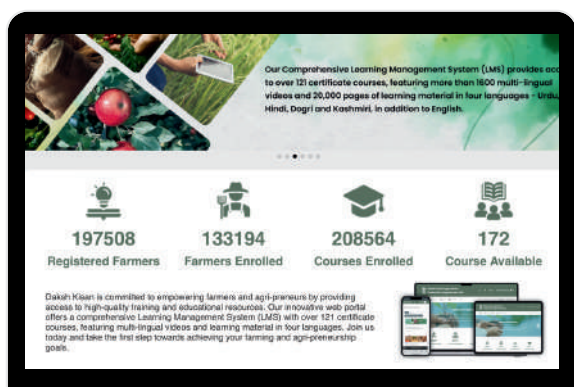 Our Comprehensive Learning Management System (LMS) provides acc
to over 121 certificate courses, featuring more than 1600 multi-lingual
videos and 20,000 pages of learning material in four languages - Urdu,
Hindi, Dogri and Kashmiri, in addition to English.
197508
Registered Farmers
133194
Farmers Enrolled
208564
Courses Enrolled
172
Course Available
Daksh Kisan is committed to empowering farmers and agri-preneurs by providing
access to high-quality training and educational resources. Our innovative web portal
offers a comprehensive Learning Management System (LMS) with over 121 certificate
courses, featuring multi-lingual videos and learning material in four languages. Join us
today and take the first step towards achieving your farming and agri-preneurship
goals.